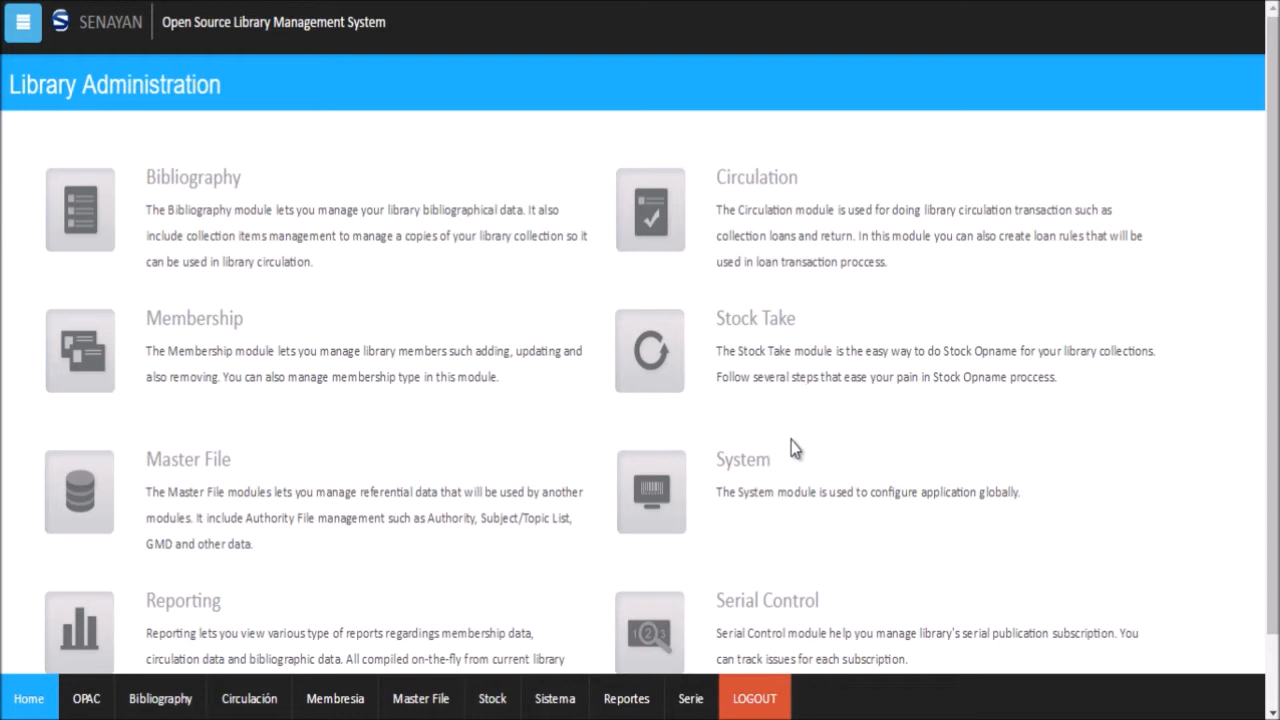 SENAYAN
Open Source Library Management System
Library Administration
Bibliography
The Bibliography module lets you manage your library bibliographical data. It also
include collection items management to manage a copies of your library collection so it
can be used in library circulation.
Circulation
The Circulation module is used for doing library circulation transaction such as
collection loans and return. In this module you can also create loan rules that will be
used in loan transaction proccess.
Membership
The Membership module lets you manage library members such adding, updating and
also removing. You can also manage membership type in this module.
Stock Take
The Stock Take module is the easy way to do Stock Opname for your library collections.
Follow several steps that ease your pain in Stock Opname proccess.
Master File
The Master File modules lets you manage referential data that will be used by another
modules. It include Authority File management such as Authority, Subject/Topic List,
GMD and other data.
System
The System module is used to configure application globally.
Reporting
Reporting lets you view various type of reports regardings membership data,
circulation data and bibliographic data. All compiled on-the-fly from current library
Serial Control
1 2 3
Serial Control module help you manage library's serial publication subscription. You
can track issues for each subscription.
Home OPAC Bibliography Circulación Membresia Master File Stock Sistema Reportes Serie LOGOUT